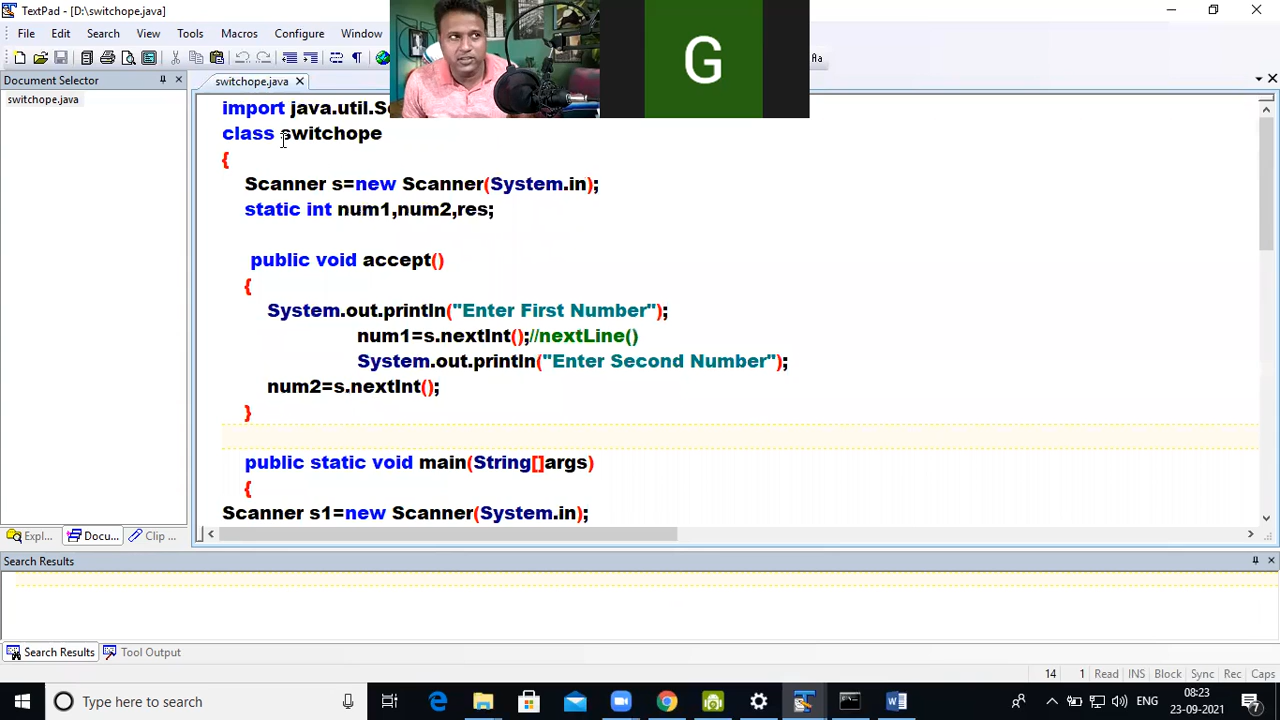 TextPad - [D:\switchope.java]
File Edit Search View Tools Macros Configure Window
Document Selector
switchope.java
switchope.java
import java.util.
class switchope
{
Scanner s=new Scanner(System.in);
static int num1,num2,res;
public void accept()
{
System.out.println("Enter First Number");
num1=s.nextInt();//nextLine()
System.out.println("Enter Second Number");
num2=s.nextInt();
}
public static void main(String[]args)
{
Scanner s1=new Scanner(System.in);
G
Expl... Docu... Clip ...
Search Results
Search Results Tool Output
14 1 Read INS Block Sync Rec Caps
Type here to search
ENG
08:23
23-09-2021
7